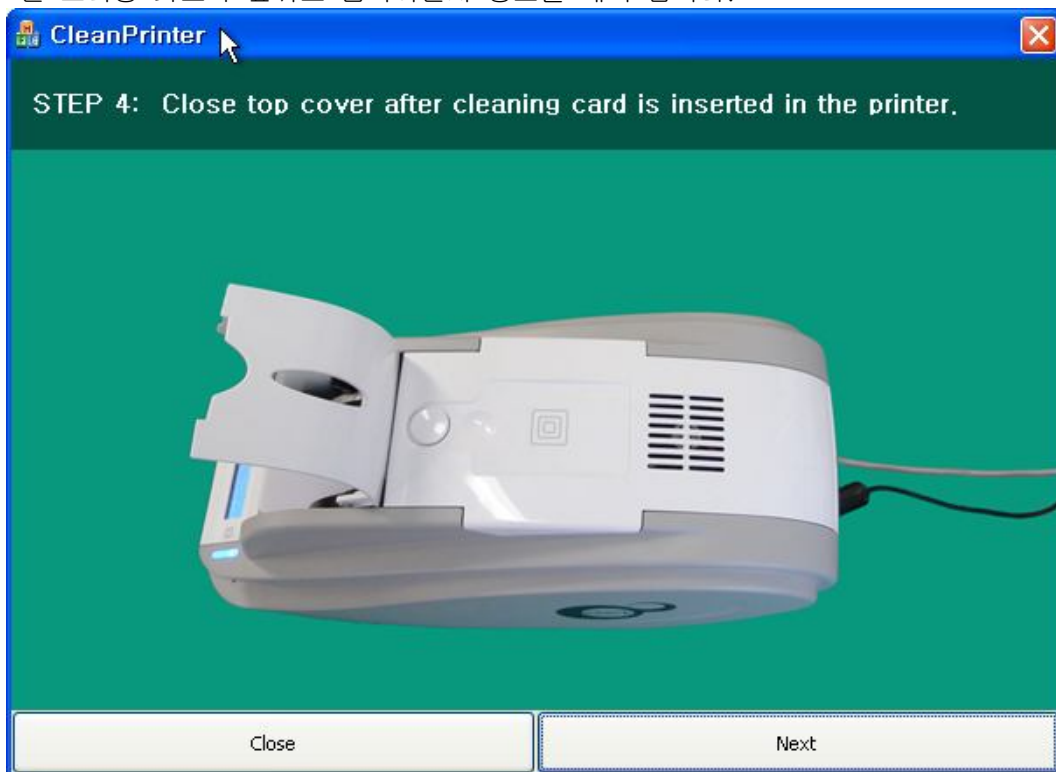 CleanPrinter
STEP 4: Close top cover after cleaning card is inserted in the printer.
Close
Next